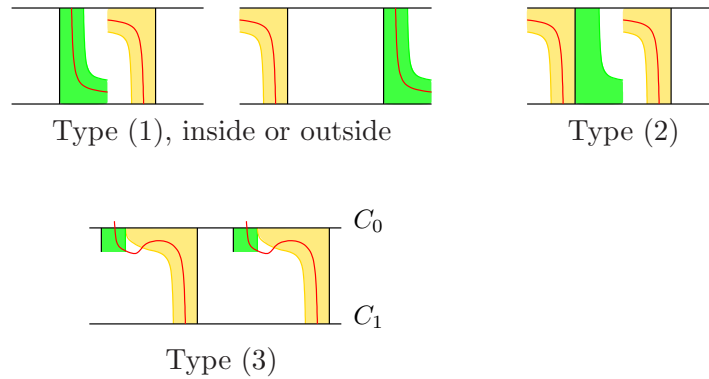 Type (1), inside or outside
Type (2)
C₀
C₁
Type (3)